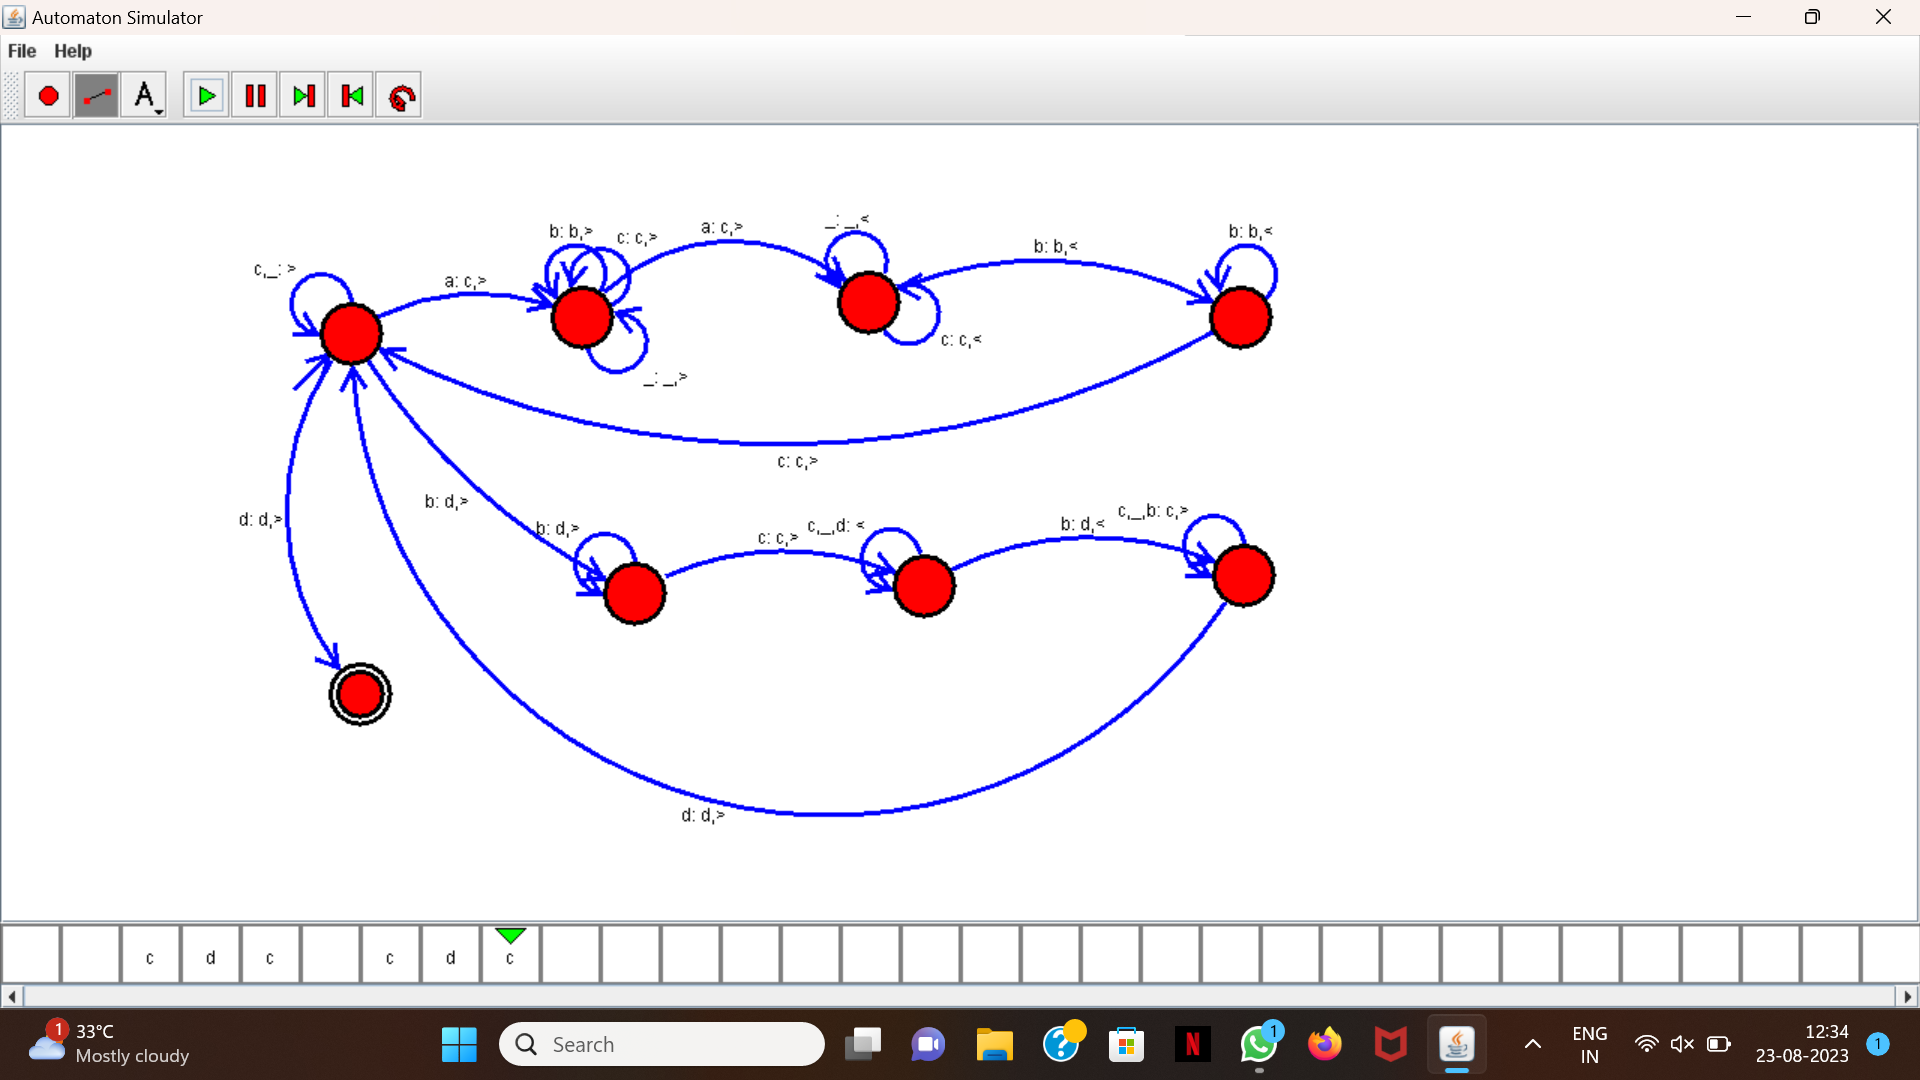 Automaton Simulator
File Help
A
b: b,> c: c,> a: c,> _: _,< b: b,< b: b,<
c,_: > a: c,>
c: c,<
_: _,>
c: c,>
d: d,> b: d,> b: d,> c: c,> c,_,d: < b: d,< c,_,b: c,>
d: d,>
c d c c d c
1 33°C
Mostly cloudy
Search
1
N
ENG
IN
12:34
23-08-2023
1